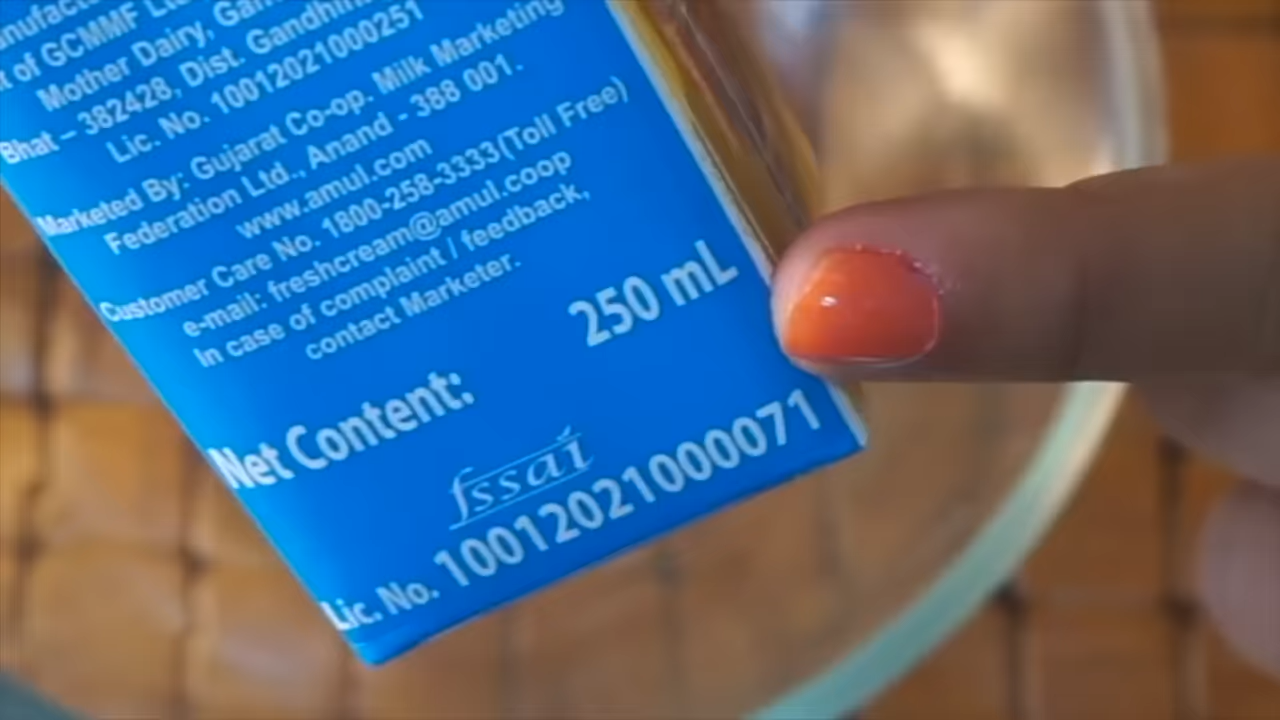 of GCMMF
Mother Dairy,
Bhat – 382428, Dist.
Lic. No. 10012021000251
Marketed By: Gujarat Co-op. Milk Marketing
Federation Ltd., Anand - 388 001.
www.amul.com
Customer Care No. 1800-258-3333(Toll Free)
e-mail: freshcream@amul.coop
In case of complaint / feedback,
contact Marketer.
Net Content: 250 mL
fssai
Lic. No. 10012021000071